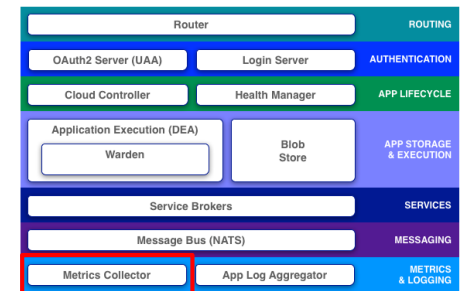 Router
ROUTING
OAuth2 Server (UAA)
Login Server
AUTHENTICATION
Cloud Controller
Health Manager
APP LIFECYCLE
Application Execution (DEA)
Warden
Blob
Store
APP STORAGE
& EXECUTION
Service Brokers
SERVICES
Message Bus (NATS)
MESSAGING
Metrics Collector
App Log Aggregator
METRICS
& LOGGING